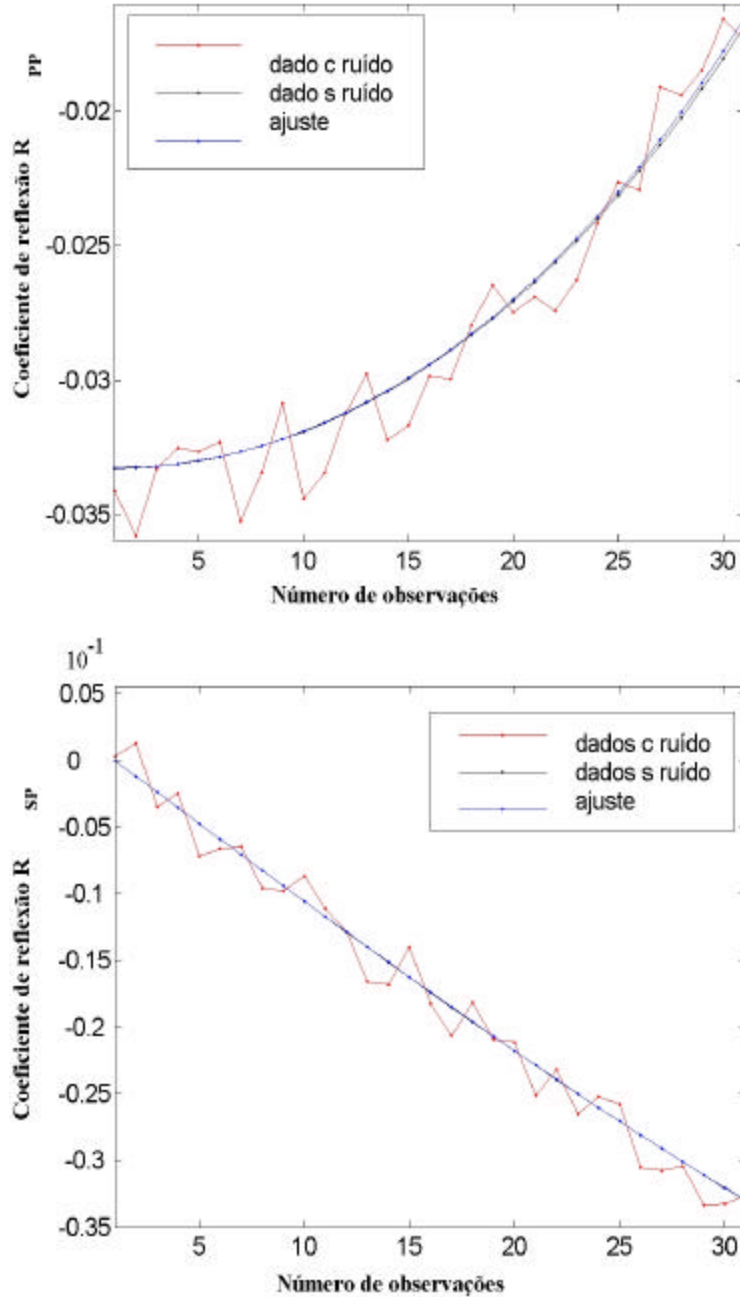 dado c ruído
dado s ruído
ajuste
Coeficiente de reflexão R PP
-0.02
-0.025
-0.03
-0.035
5 10 15 20 25 30
Número de observações
10-1
0.05
0
-0.05
-0.1
-0.15
-0.2
-0.25
-0.3
-0.35
Coeficiente de reflexão R SP
dados c ruído
dados s ruído
ajuste
5 10 15 20 25 30
Número de observações